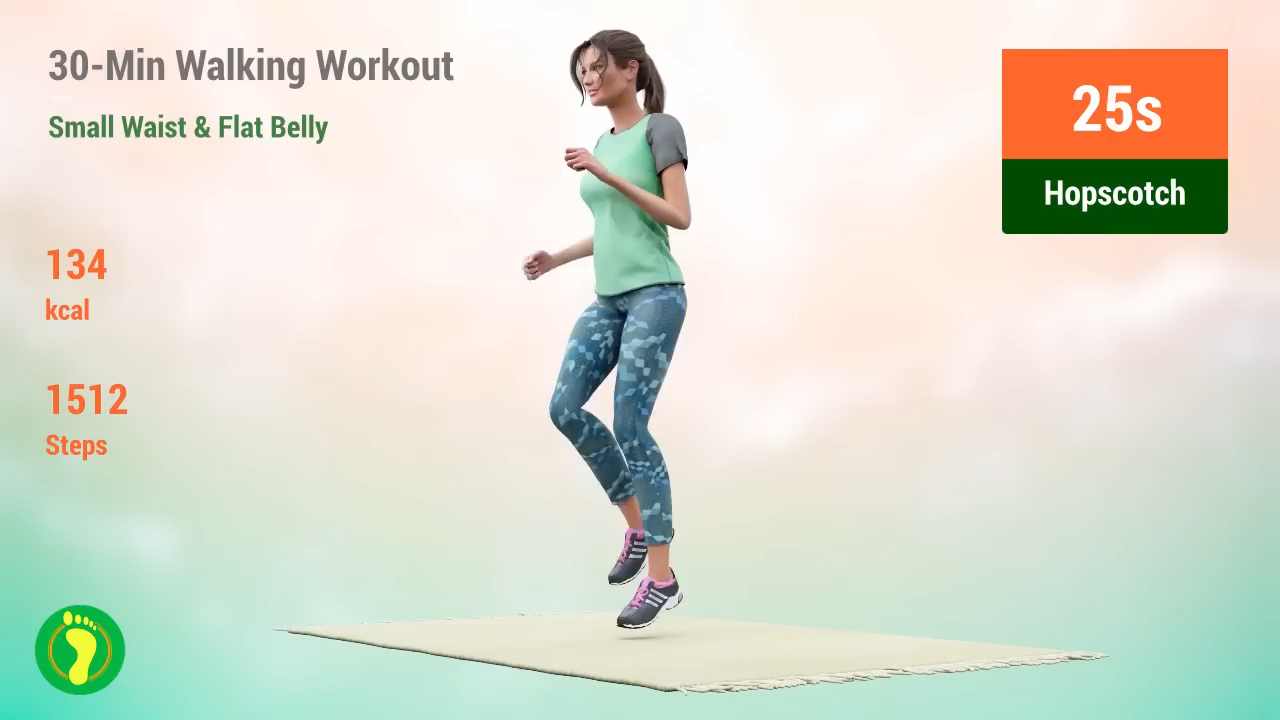 30-Min Walking Workout
Small Waist & Flat Belly
25s
Hopscotch
134
kcal
1512
Steps